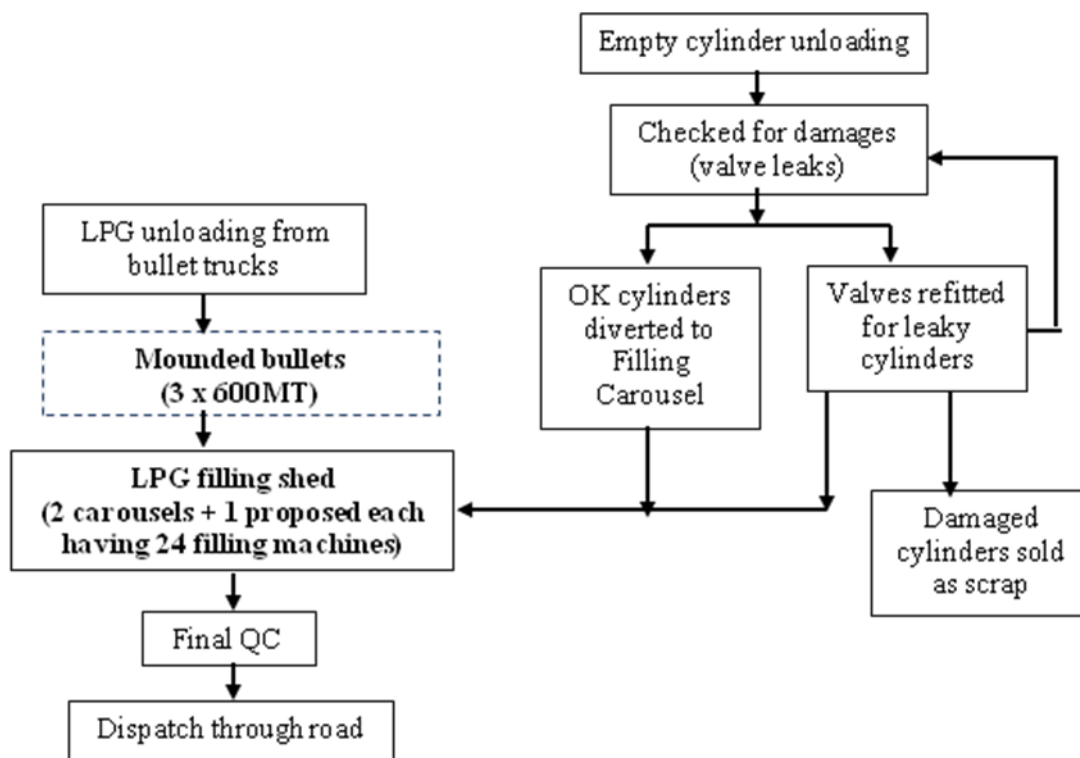 Empty cylinder unloading
Checked for damages
(valve leaks)
LPG unloading from
bullet trucks
OK cylinders
diverted to
Filling
Carousel
Valves refitted
for leaky
cylinders
Mounded bullets
(3 x 600MT)
LPG filling shed
(2 carousels + 1 proposed each
having 24 filling machines)
Damaged
cylinders sold
as scrap
Final QC
Dispatch through road